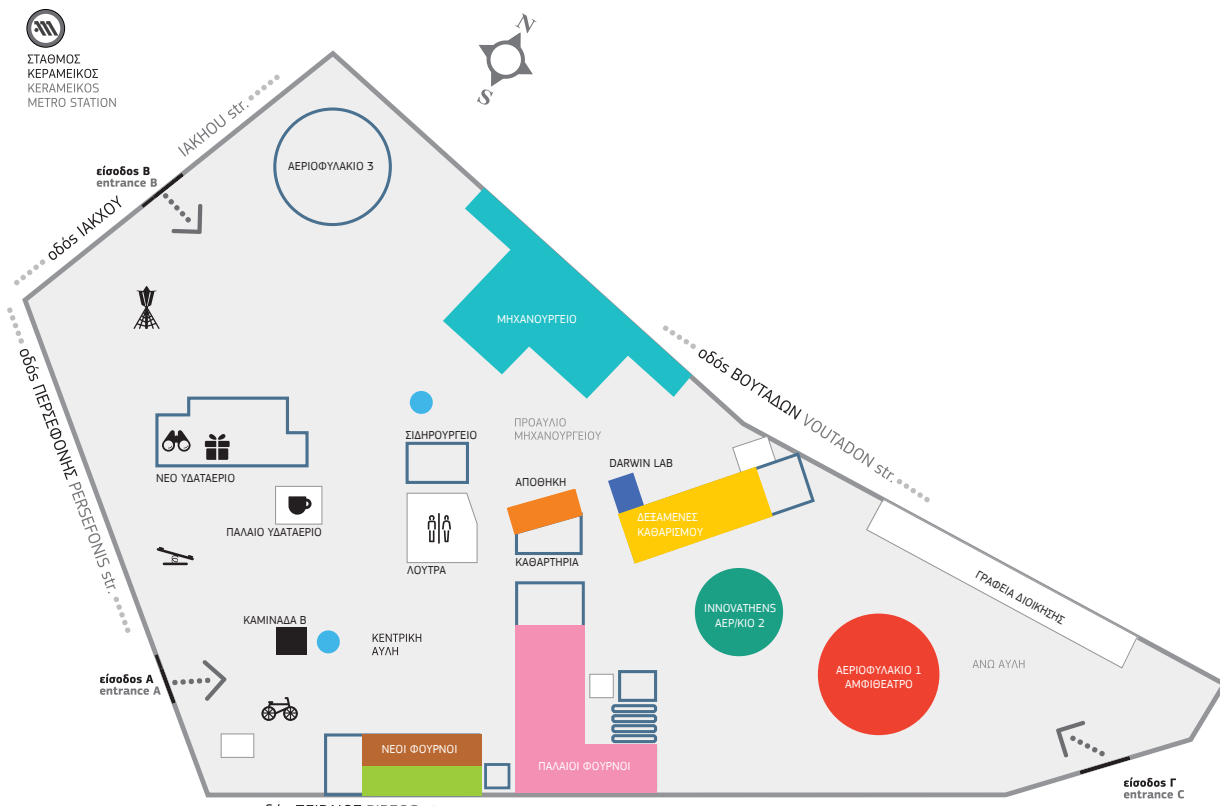 N
S
ΣΤΑΘΜΟΣ
ΚΕΡΑΜΕΙΚΟΣ
KERAMEIKOS
METRO STATION
IAKHOU str.
είσοδος Β
entrance B
οδός ΙΑΚΧΟΥ
ΑΕΡΙΟΦΥΛΑΚΙΟ 3
ΜΗΧΑΝΟΥΡΓΕΙΟ
οδός ΒΟΥΤΑΔΩΝ VOUTADON str.
οδός ΠΕΡΣΕΦΟΝΗΣ PERSEFONIS str.
ΠΡΟΑΥΛΙΟ
ΜΗΧΑΝΟΥΡΓΕΙΟΥ
ΣΙΔΗΡΟΥΡΓΕΙΟ
ΝΕΟ ΥΔΑΤΑΕΡΙΟ
DARWIN LAB
ΑΠΟΘΗΚΗ
ΔΕΞΑΜΕΝΕΣ
ΚΑΘΑΡΙΣΜΟΥ
ΠΑΛΑΙΟ ΥΔΑΤΑΕΡΙΟ
ΛΟΥΤΡΑ
ΚΑΘΑΡΤΗΡΙΑ
ΓΡΑΦΕΙΑ ΔΙΟΙΚΗΣΗΣ
INNOVATHENS
ΑΕΡ/ΚΙΟ 2
ΚΑΜΙΝΑΔΑ Β
ΚΕΝΤΡΙΚΗ
ΑΥΛΗ
ΑΕΡΙΟΦΥΛΑΚΙΟ 1
ΑΜΦΙΘΕΑΤΡΟ
ΑΝΩ ΑΥΛΗ
είσοδος Α
entrance A
ΝΕΟΙ ΦΟΥΡΝΟΙ
ΠΑΛΑΙΟΙ ΦΟΥΡΝΟΙ
είσοδος Γ
entrance C